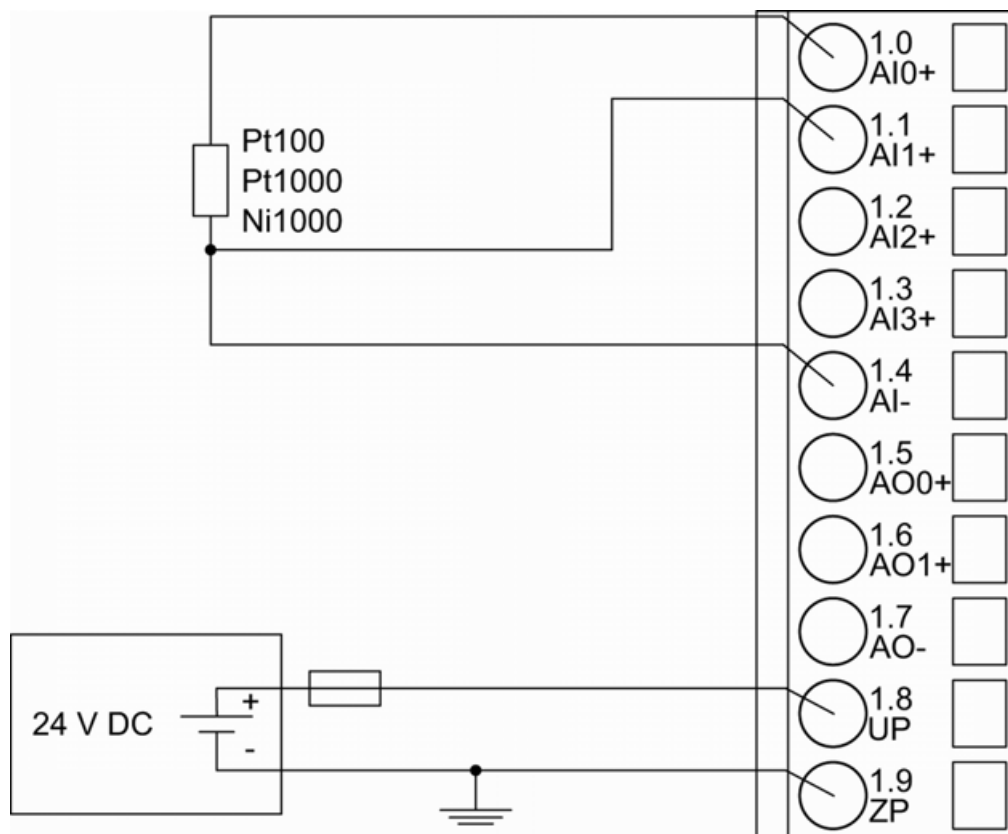 1.0
AI0+
Pt100
1.1
Pt1000
AI1+
Ni1000
1.2
AI2+
1.3
AI3+
1.4
AI-
1.5
AO0+
1.6
AO1+
1.7
AO-
+
24 V DC
-
1.8
UP
1.9
ZP